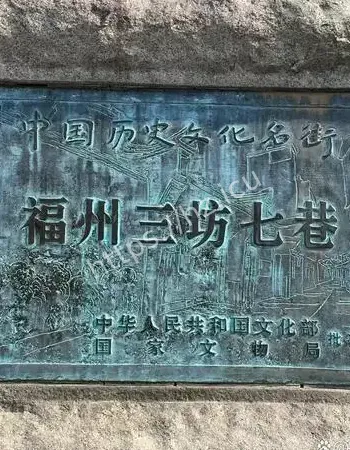 中国历史文化名街
福州三坊七巷
中华人民共和国文化部
国家文物局
批